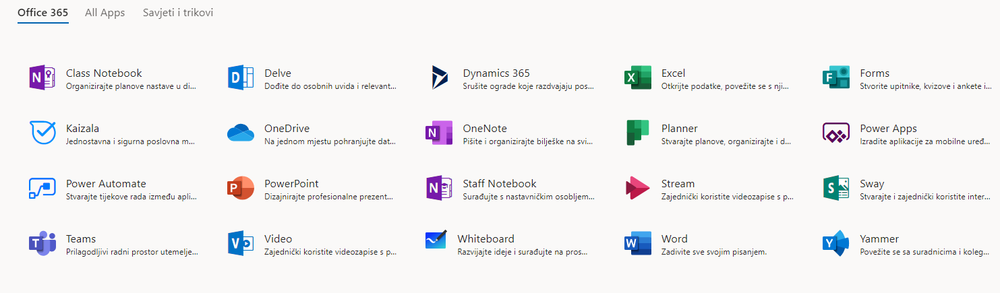 Office 365 All Apps Savjeti i trikovi
Class Notebook
Organizirajte planove nastave u di...
Delve
Dođite do osobnih uvida i relevant...
Dynamics 365
Srušite ograde koje razdvajaju pos...
Excel
Otkrijte podatke, povežite se s nji...
Forms
Stvorite upitnike, kvizove i ankete i...
Kaizala
Jednostavna i sigurna poslovna m...
OneDrive
Na jednom mjestu pohranjujte dat...
OneNote
Pišite i organizirajte bilješke na svi...
Planner
Stvarajte planove, organizirajte i d...
Power Apps
Izradite aplikacije za mobilne uređ...
Power Automate
Stvarajte tijekove rada između apli...
PowerPoint
Dizajnirajte profesionalne prezent...
Staff Notebook
Surađujte s nastavničkim osobljem...
Stream
Zajednički koristite videozapise s p...
Sway
Stvarajte i zajednički koristite inter...
Teams
Prilagodljivi radni prostor utemelje...
Video
Zajednički koristite videozapise s p...
Whiteboard
Razvijajte ideje i surađujte na pros...
Word
Zadivite sve svojim pisanjem.
Yammer
Povežite se sa suradnicima i koleg...